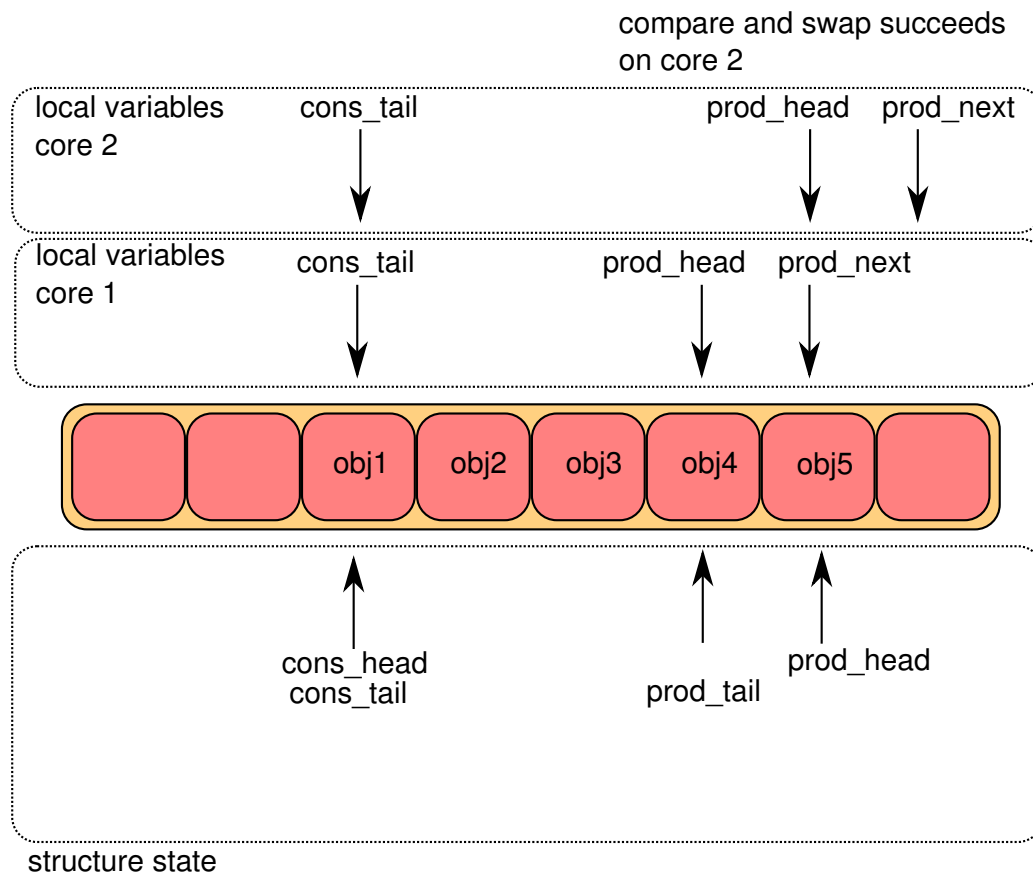 compare and swap succeeds
on core 2
local variables
core 2
cons_tail
prod_head
prod_next
local variables
core 1
cons_tail
prod_head
prod_next
obj1
obj2
obj3
obj4
obj5
cons_head
cons_tail
prod_tail
prod_head
structure state